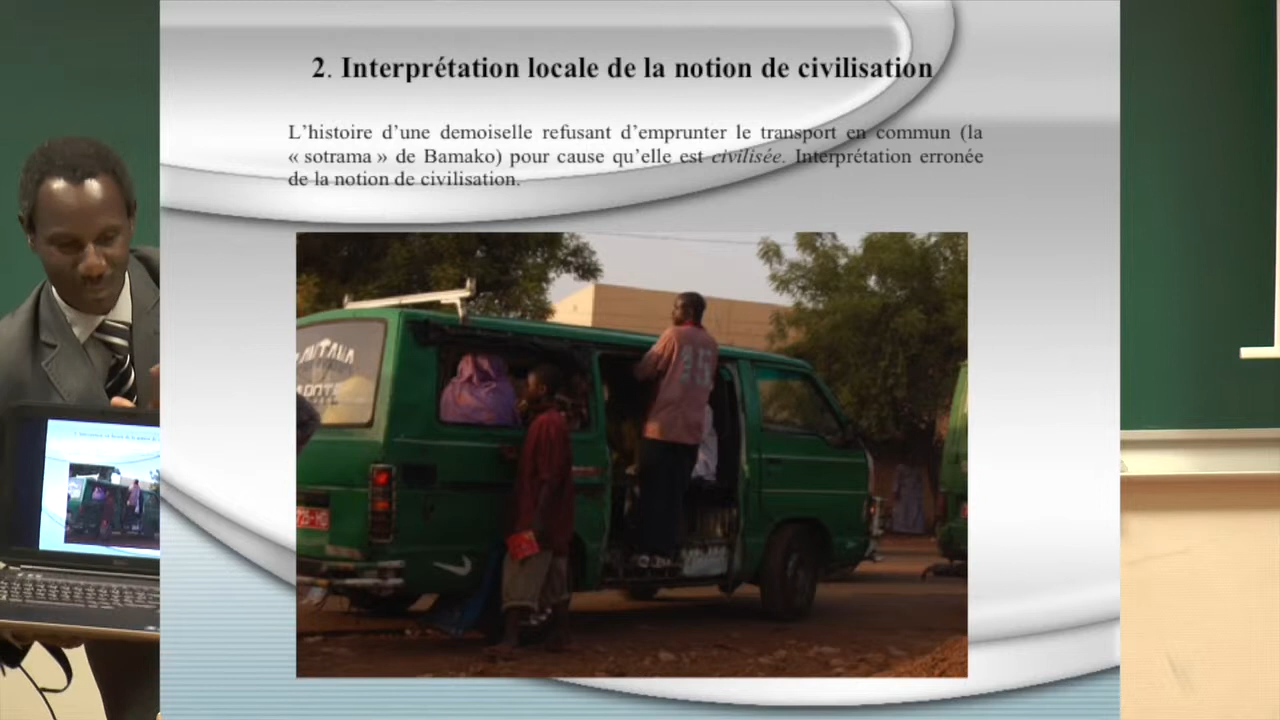 2. Interprétation locale de la notion de civilisation
L’histoire d’une demoiselle refusant d’emprunter le transport en commun (la
« sotrama » de Bamako) pour cause qu’elle est civilisée. Interprétation erronée
de la notion de civilisation.